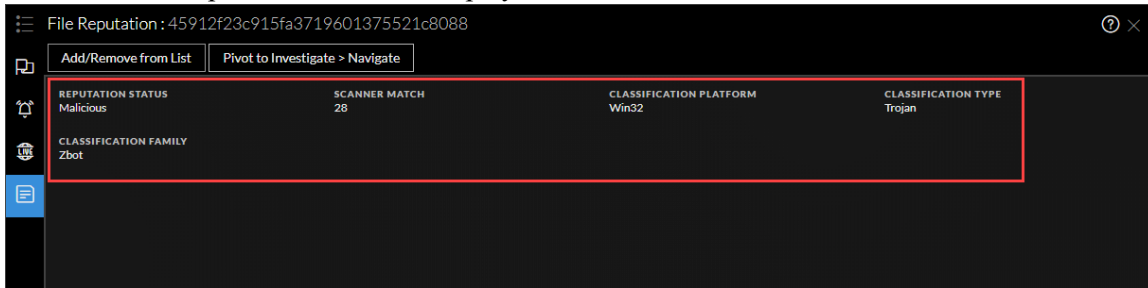 File Reputation : 45912f23c915fa3719601375521c8088
Add/Remove from List Pivot to Investigate > Navigate
REPUTATION STATUS SCANNER MATCH CLASSIFICATION PLATFORM CLASSIFICATION TYPE
Malicious 28 Win32 Trojan
CLASSIFICATION FAMILY
Zbot
LIVE